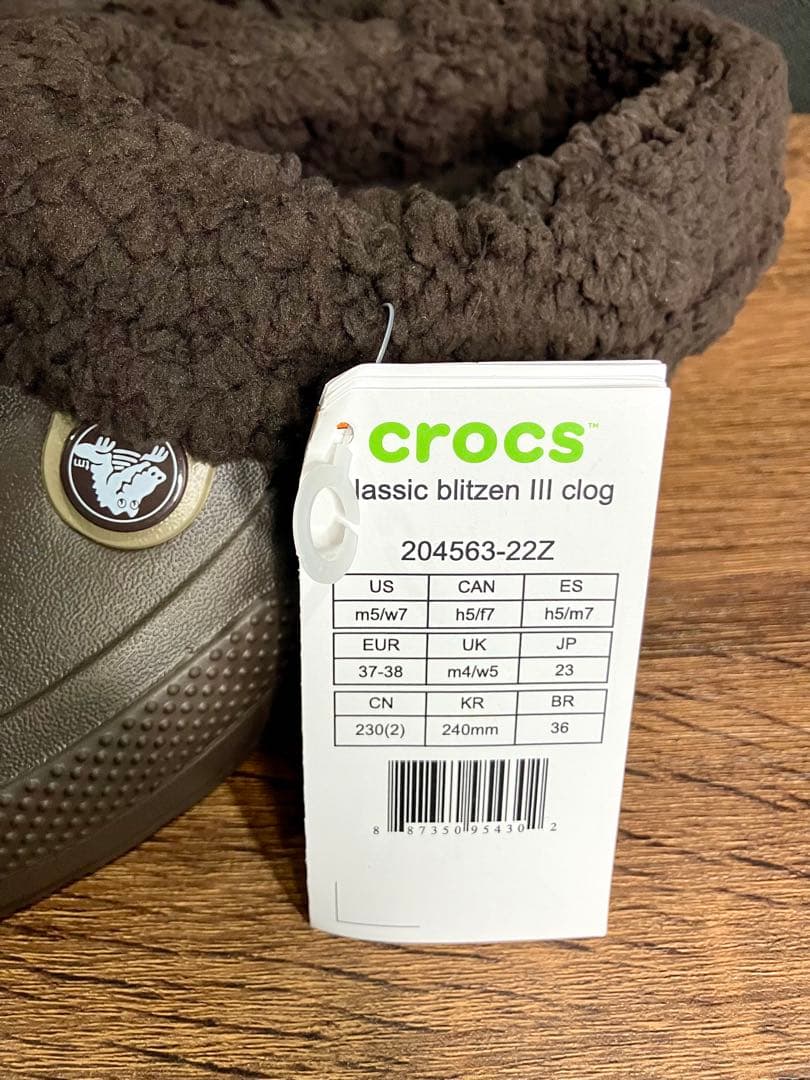 crocs™
lassic blitzen III clog
204563-22Z
US CAN ES
m5/w7 h5/f7 h5/m7
EUR UK JP
37-38 m4/w5 23
CN KR BR
230(2) 240mm 36
8 87350 95430 2